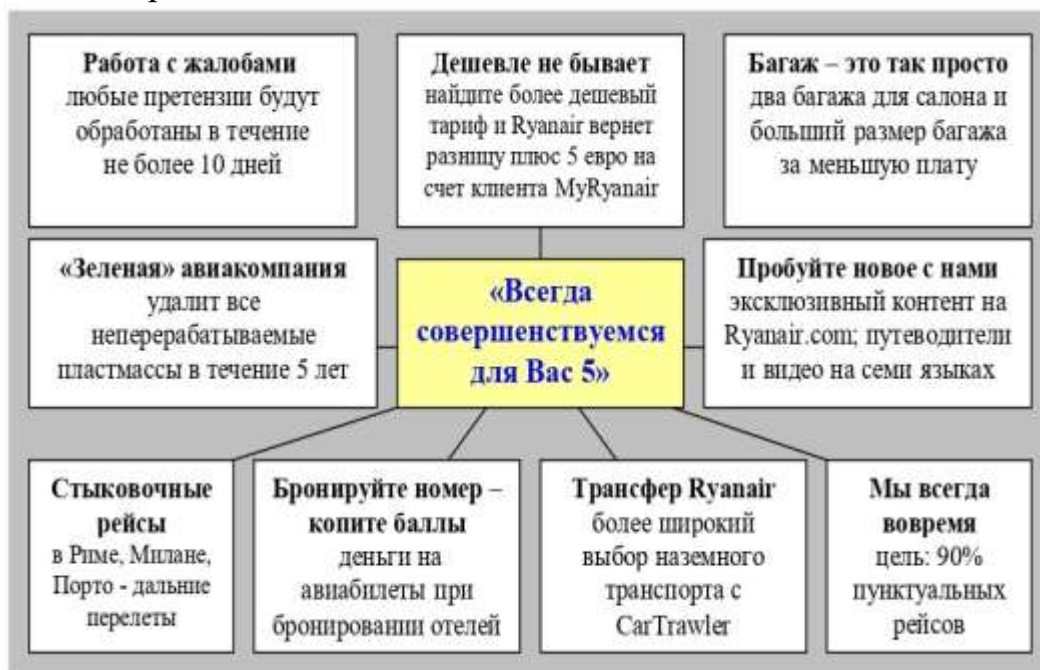 Работа с жалобами
любые претензии будут
обработаны в течение
не более 10 дней
Дешевле не бывает
найдите более дешевый
тариф и Ryanair вернет
разницу плюс 5 евро на
счет клиента MyRyanair
Багаж – это так просто
два багажа для салона и
больший размер багажа
за меньшую плату
«Зеленая» авиакомпания
удалит все
неперерабатываемые
пластмассы в течение 5 лет
«Всегда
совершенствуемся
для Вас 5»
Пробуйте новое с нами
эксклюзивный контент на
Ryanair.com; путеводители
и видео на семи языках
Стыковочные
рейсы
в Риме, Милане,
Порто - дальние
перелеты
Бронируйте номер –
копите баллы
деньги на
авиабилеты при
бронировании отелей
Трансфер Ryanair
более широкий
выбор наземного
транспорта с
CarTrawler
Мы всегда
вовремя
цель: 90%
пунктуальных
рейсов